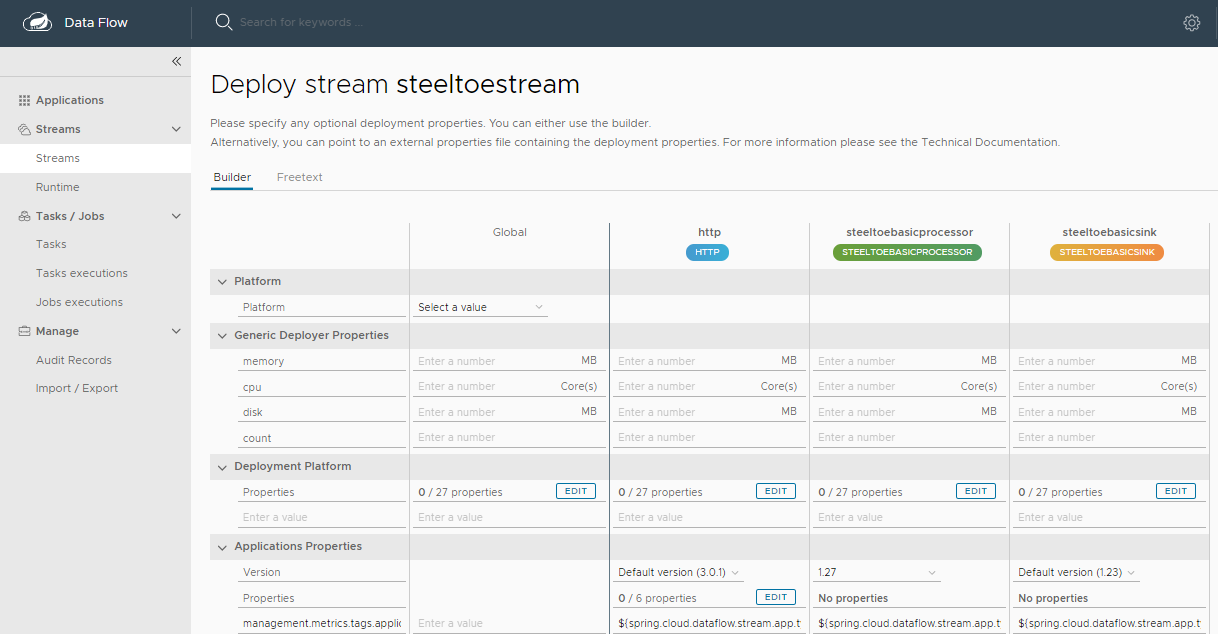 Data Flow Search for keywords ...
Applications
Streams
Streams
Runtime
Tasks / Jobs
Tasks
Tasks executions
Jobs executions
Manage
Audit Records
Import / Export
Deploy stream steeltoestream
Please specify any optional deployment properties. You can either use the builder.
Alternatively, you can point to an external properties file containing the deployment properties. For more information please see the Technical Documentation.
Builder Freetext
Global http steeltoebasicprocessor steeltoebasicsink
HTTP STEELTOEBASICPROCESSOR STEELTOEBASICSINK
Platform
Platform Select a value
Generic Deployer Properties
memory Enter a number MB Enter a number MB Enter a number MB Enter a number MB
cpu Enter a number Core(s) Enter a number Core(s) Enter a number Core(s) Enter a number Core(s)
disk Enter a number MB Enter a number MB Enter a number MB Enter a number MB
count Enter a number Enter a number Enter a number Enter a number
Deployment Platform
Properties 0 / 27 properties EDIT 0 / 27 properties EDIT 0 / 27 properties EDIT 0 / 27 properties EDIT
Enter a value Enter a value Enter a value Enter a value Enter a value
Applications Properties
Version Default version (3.0.1) 1.27 Default version (1.23)
Properties 0 / 6 properties EDIT No properties No properties
management.metrics.tags.applic Enter a value ${spring.cloud.dataflow.stream.app.t ${spring.cloud.dataflow.stream.app.t ${spring.cloud.dataflow.stream.app.t